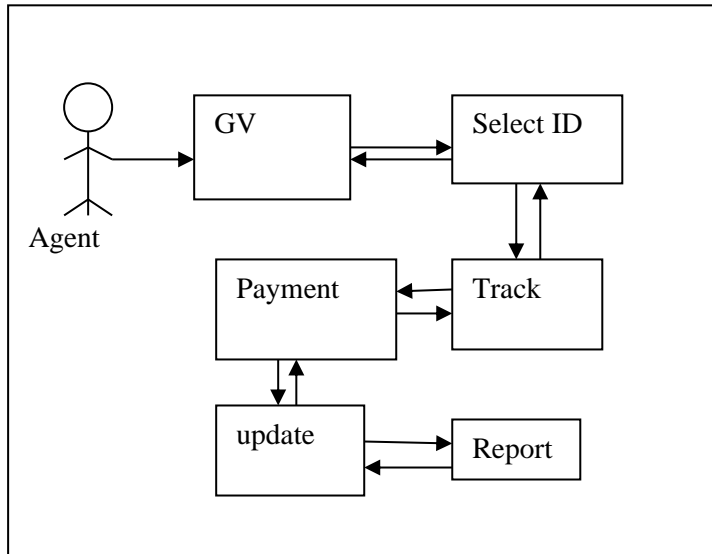 GV
Select ID
Agent
Payment
Track
update
Report